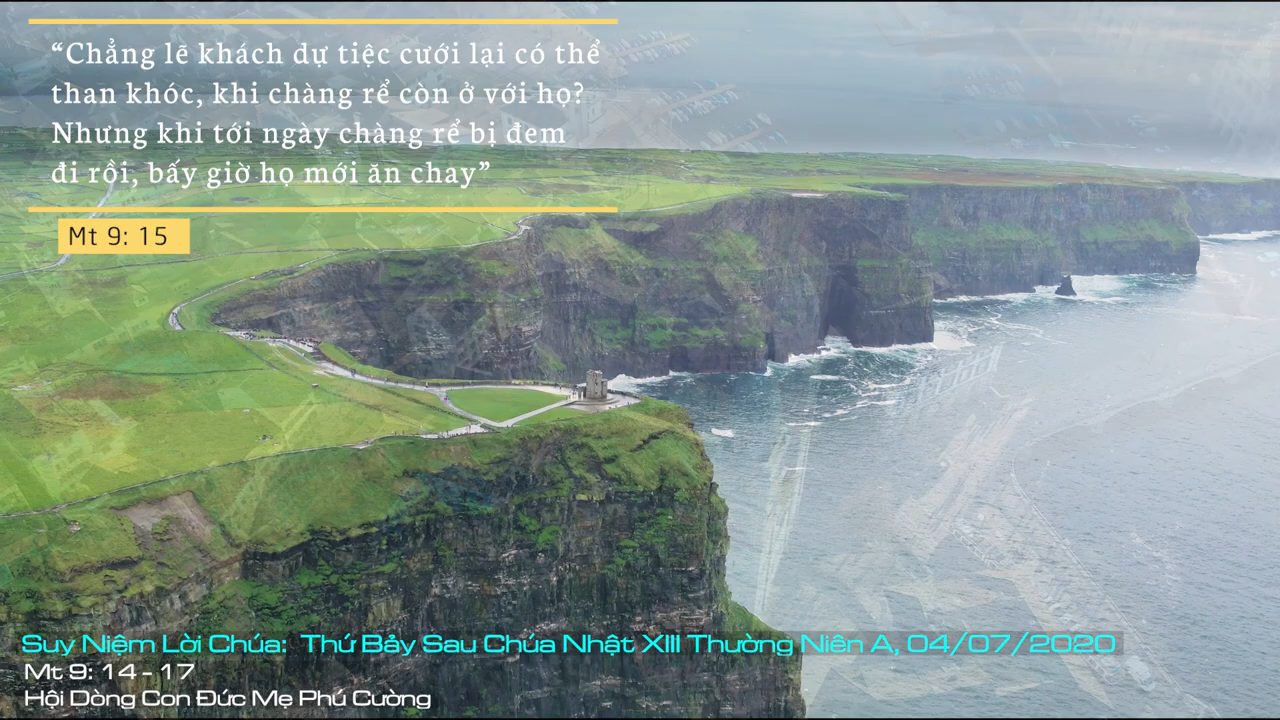 “Chẳng lẽ khách dự tiệc cưới lại có thể
than khóc, khi chàng rể còn ở với họ?
Nhưng khi tới ngày chàng rể bị đem
đi rồi, bấy giờ họ mới ăn chay”
Mt 9: 15
Suy Niệm Lời Chúa: Thứ Bảy Sau Chúa Nhật XIII Thường Niên A, 04/07/2020
Mt 9: 14 - 17
Hội Dòng Con Đức Mẹ Phú Cường